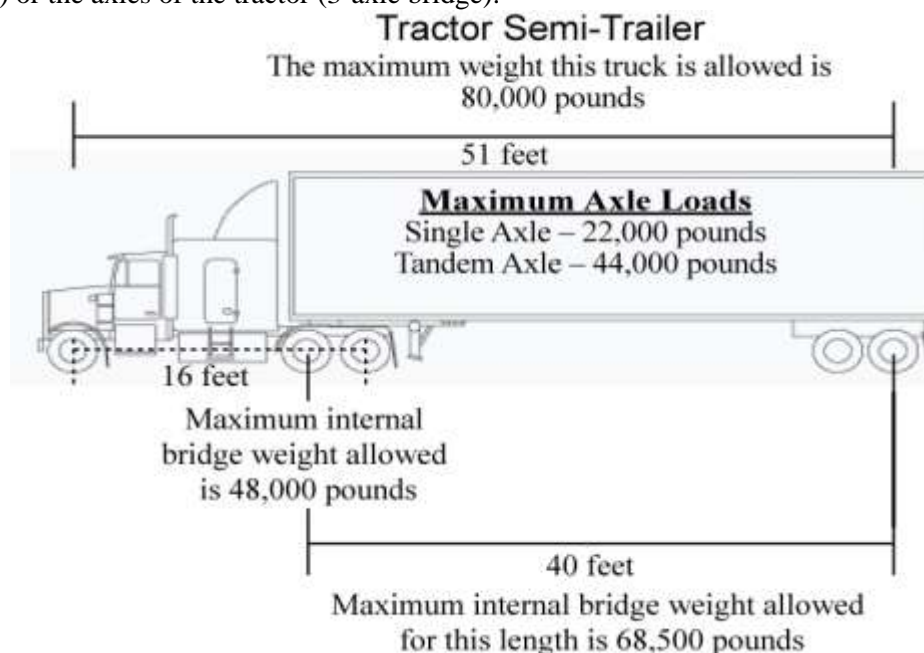 ) of the axles of the tractor (3-axle bridge).
Tractor Semi-Trailer
The maximum weight this truck is allowed is
80,000 pounds
51 feet
Maximum Axle Loads
Single Axle – 22,000 pounds
Tandem Axle – 44,000 pounds
16 feet
Maximum internal
bridge weight allowed
is 48,000 pounds
40 feet
Maximum internal bridge weight allowed
for this length is 68,500 pounds